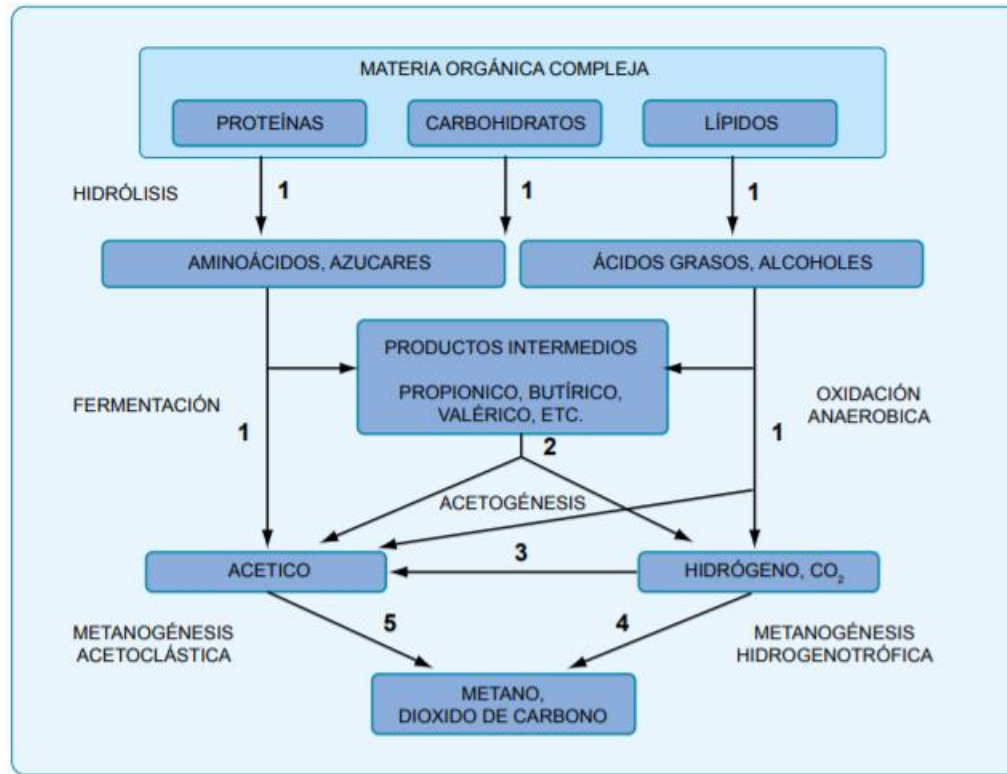 MATERIA ORGÁNICA COMPLEJA
PROTEÍNAS
CARBOHIDRATOS
LÍPIDOS
HIDRÓLISIS
1
1
1
AMINOÁCIDOS, AZUCARES
ÁCIDOS GRASOS, ALCOHOLES
PRODUCTOS INTERMEDIOS
PROPIONICO, BUTÍRICO,
VALÉRICO, ETC.
FERMENTACIÓN
OXIDACIÓN
ANAEROBICA
1
2
1
ACETOGÉNESIS
ACETICO
3
HIDRÓGENO, CO₂
METANOGÉNESIS
ACETOCLÁSTICA
5
4
METANOGÉNESIS
HIDROGENOTRÓFICA
METANO,
DIOXIDO DE CARBONO